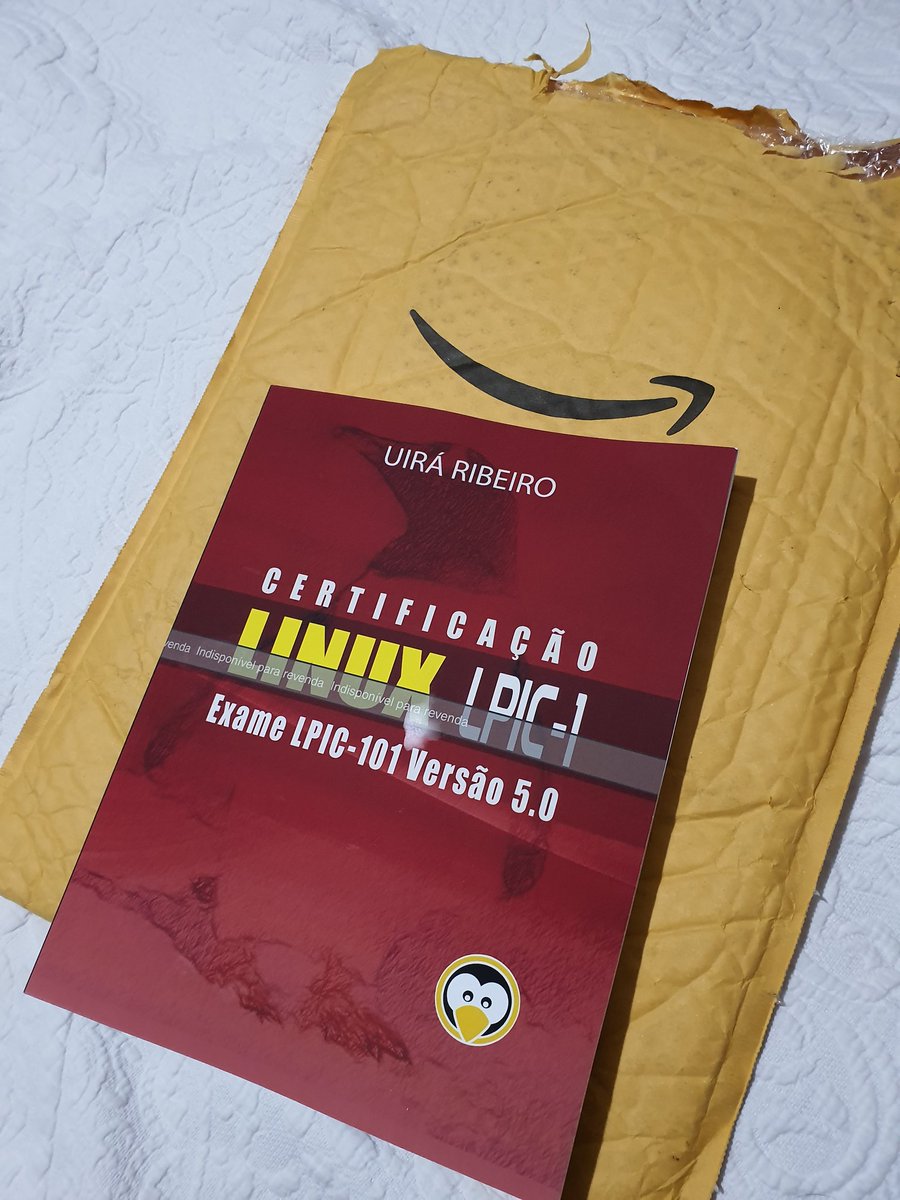 UIRÁ RIBEIRO
CERTIFICAÇÃO
LINUX LPIC-1
Indisponível para revenda Indisponível para revenda
Exame LPIC-101 Versão 5.0